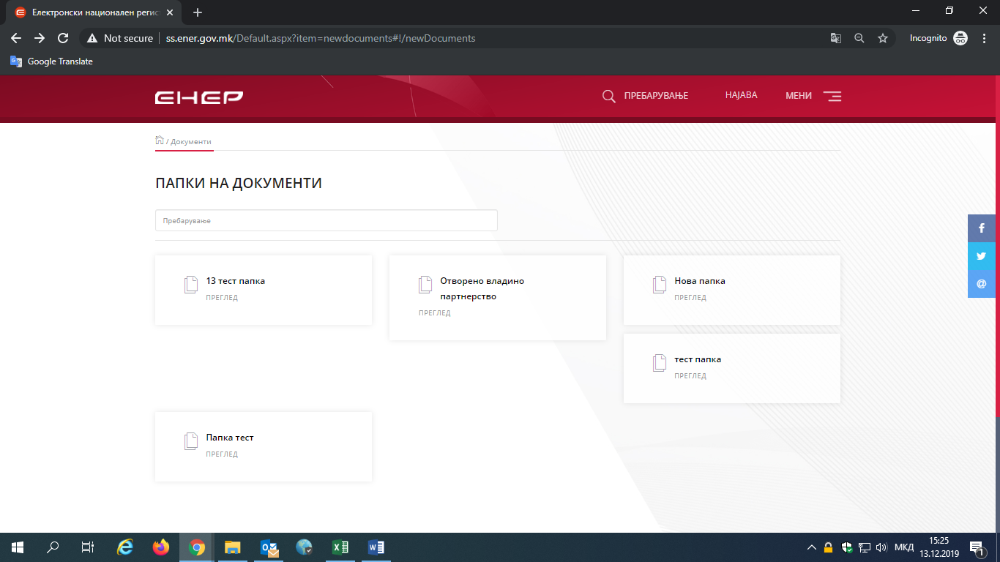 Електронски национален регис
Not secure
ss.ener.gov.mk/Default.aspx?item=newdocuments#!/newDocuments
Incognito
Google Translate
ЕНЕР
ПРЕБАРУВАЊЕ
НАЈАВА
МЕНИ
/ Документи
ПАПКИ НА ДОКУМЕНТИ
Пребарување
13 тест папка
ПРЕГЛЕД
Отворено владино
партнерство
ПРЕГЛЕД
Нова папка
ПРЕГЛЕД
тест папка
ПРЕГЛЕД
Папка тест
ПРЕГЛЕД
МКД
15:25
13.12.2019
1